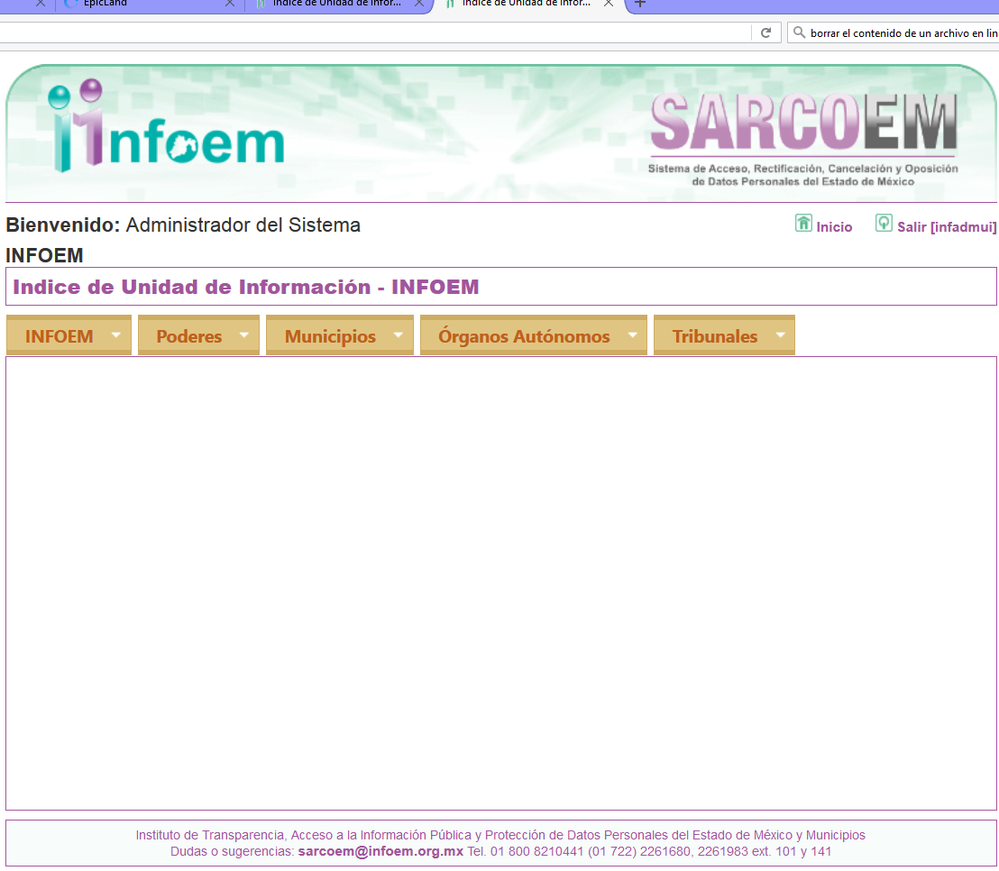 EpicLand
Indice de Unidad de Infor...
Indice de Unidad de Infor...
borrar el contenido de un archivo en lin
infoem
SARCOEM
Sistema de Acceso, Rectificación, Cancelación y Oposición
de Datos Personales del Estado de México
Bienvenido: Administrador del Sistema
Inicio
Salir [infadmui]
INFOEM
Indice de Unidad de Información - INFOEM
INFOEM
Poderes
Municipios
Órganos Autónomos
Tribunales
Instituto de Transparencia, Acceso a la Información Pública y Protección de Datos Personales del Estado de México y Municipios
Dudas o sugerencias: sarcoem@infoem.org.mx Tel. 01 800 8210441 (01 722) 2261680, 2261983 ext. 101 y 141